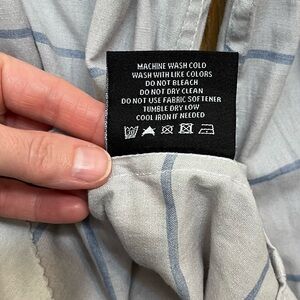 MACHINE WASH COLD
WASH WITH LIKE COLORS
DO NOT BLEACH
DO NOT DRY CLEAN
DO NOT USE FABRIC SOFTENER
TUMBLE DRY LOW
COOL IRON IF NEEDED